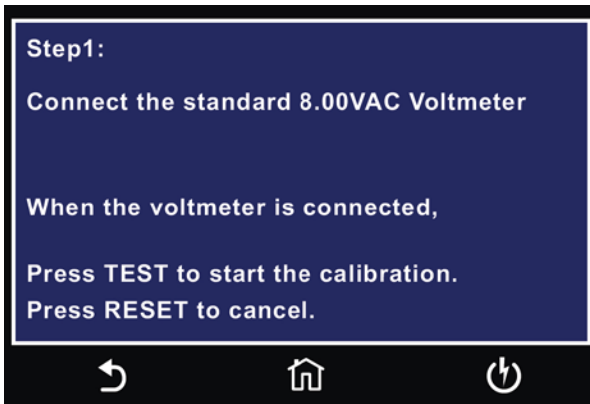 Step1:
Connect the standard 8.00VAC Voltmeter
When the voltmeter is connected,
Press TEST to start the calibration.
Press RESET to cancel.